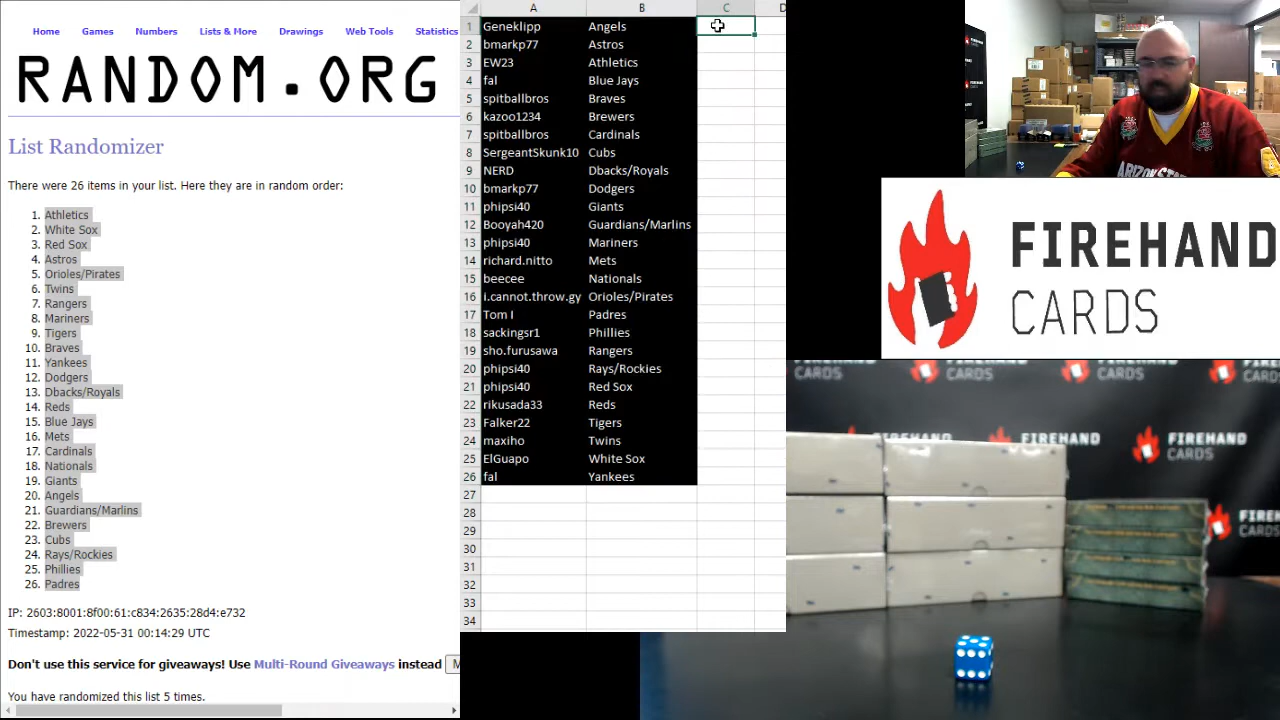 Home Games Numbers Lists & More Drawings Web Tools Statistics
RANDOM.ORG
List Randomizer
There were 26 items in your list. Here they are in random order:
1. Athletics
2. White Sox
3. Red Sox
4. Astros
5. Orioles/Pirates
6. Twins
7. Rangers
8. Mariners
9. Tigers
10. Braves
11. Yankees
12. Dodgers
13. Dbacks/Royals
14. Reds
15. Blue Jays
16. Mets
17. Cardinals
18. Nationals
19. Giants
20. Angels
21. Guardians/Marlins
22. Brewers
23. Cubs
24. Rays/Rockies
25. Phillies
26. Padres
IP: 2603:8001:8f00:61:c834:2635:28d4:e732
Timestamp: 2022-05-31 00:14:29 UTC
Don't use this service for giveaways! Use Multi-Round Giveaways instead M
You have randomized this list 5 times.
A B C D
1 Geneklipp Angels
2 bmarkp77 Astros
3 EW23 Athletics
4 fal Blue Jays
5 spitballbros Braves
6 kazoo1234 Brewers
7 spitballbros Cardinals
8 SergeantSkunk10 Cubs
9 NERD Dbacks/Royals
10 bmarkp77 Dodgers
11 phipsi40 Giants
12 Booyah420 Guardians/Marlins
13 phipsi40 Mariners
14 richard.nitto Mets
15 beecee Nationals
16 i.cannot.throw.gy Orioles/Pirates
17 Tom I Padres
18 sackingsr1 Phillies
19 sho.furusawa Rangers
20 phipsi40 Rays/Rockies
21 phipsi40 Red Sox
22 rikusada33 Reds
23 Falker22 Tigers
24 maxiho Twins
25 ElGuapo White Sox
26 fal Yankees
27
28
29
30
31
32
33
34
ARIZONA STA
FIREHAND
CARDS
FIREHAND
CARDS
CARDS
CARDS
FIREHAND
CARDS
FIREHAND
CARDS